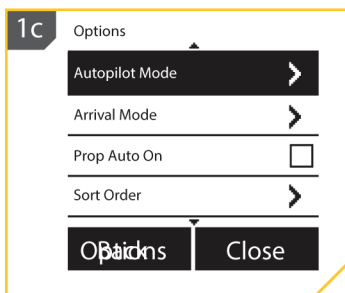 1c
Options
Autopilot Mode
Arrival Mode
Prop Auto On
Sort Order
Close